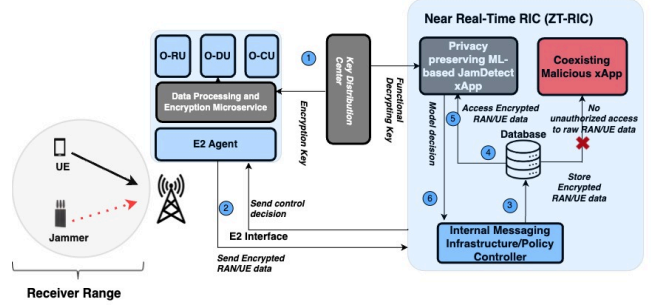 Near Real-Time RIC (ZT-RIC)
O-RU
O-DU
O-CU
1
Key Distribution
Center
Privacy
preserving ML-
based JamDetect
xApp
Coexisting
Malicious xApp
Data Processing and
Encryption Microservice
E2 Agent
Encryption Key
Functional
Decrypting Key
Model decision
5
Access Encrypted
RAN/UE data
No
unauthorized access
to raw RAN/UE data
Database
4
UE
Jammer
2
Send control
decision
6
3
Store
Encrypted
RAN/UE data
E2 Interface
Send Encrypted
RAN/UE data
Internal Messaging
Infrastructure/Policy
Controller
Receiver Range